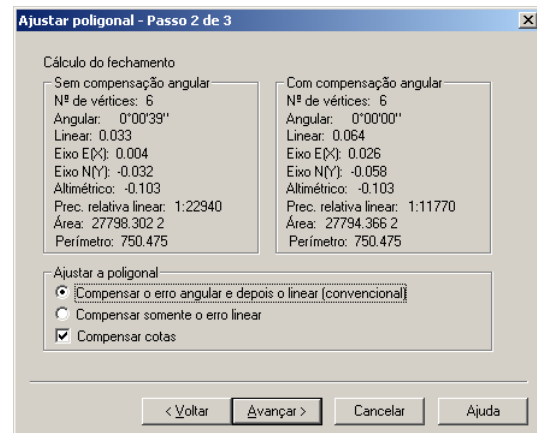 Ajustar poligonal - Passo 2 de 3
Cálculo do fechamento
Sem compensação angular
Nº de vértices: 6
Angular: 0°00'39''
Linear: 0.033
Eixo E(X): 0.004
Eixo N(Y): -0.032
Altimétrico: -0.103
Prec. relativa linear: 1:22940
Área: 27798.302 2
Perímetro: 750.475
Com compensação angular
Nº de vértices: 6
Angular: 0°00'00''
Linear: 0.064
Eixo E(X): 0.026
Eixo N(Y): -0.058
Altimétrico: -0.103
Prec. relativa linear: 1:11770
Área: 27794.366 2
Perímetro: 750.475
Ajustar a poligonal
Compensar o erro angular e depois o linear (convencional)
Compensar somente o erro linear
Compensar cotas
< Voltar
Avançar >
Cancelar
Ajuda